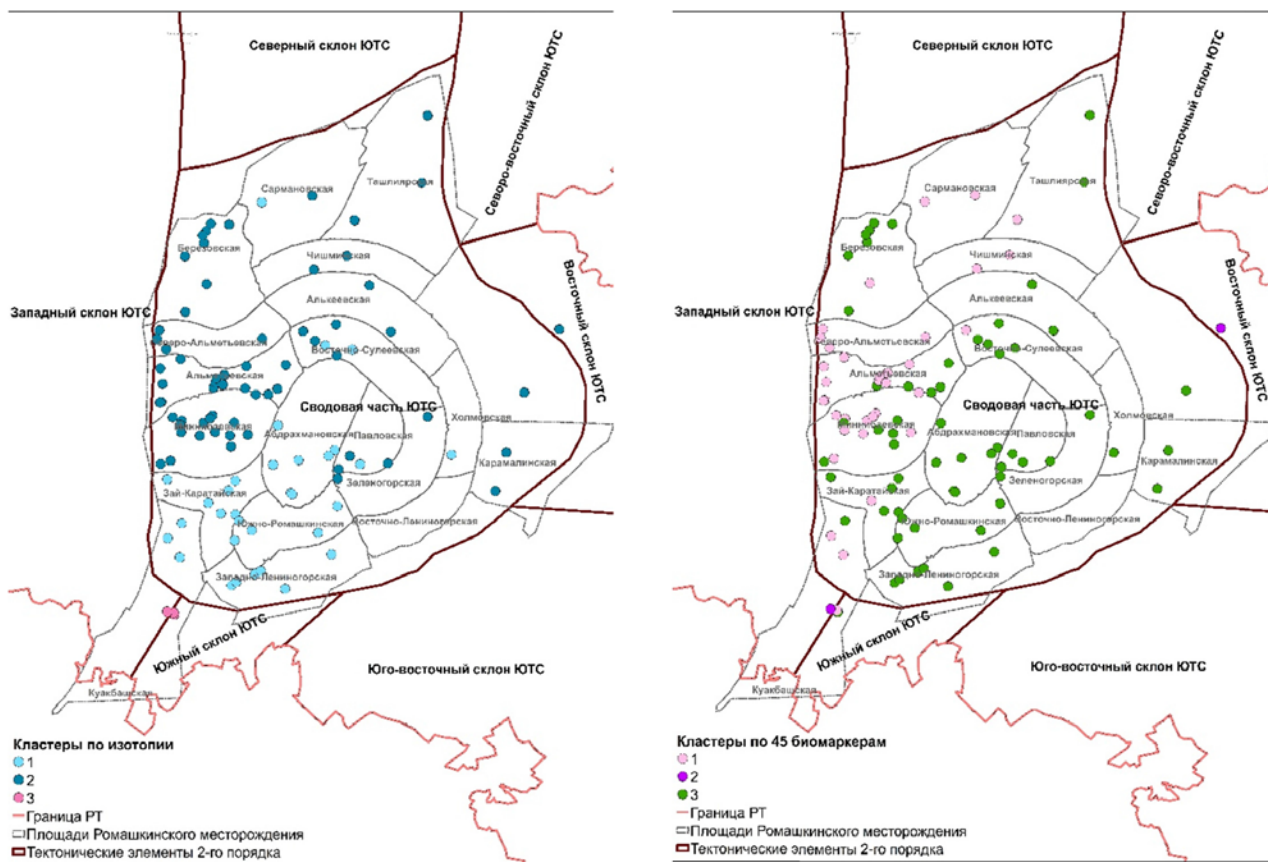 Северный склон ЮТС
Северо-восточный склон ЮТС
Сармановская
Ташлиярская
Березовская
Чишминская
Западный склон ЮТС
Алькеевская
Восточный склон ЮТС
Северо-Альметьевская
Восточно-Сулеевская
Альметьевская
Сводовая часть ЮТС
Холмовская
Миннибаевская
Абдрахмановская
Павловская
Карамалинская
Зай-Каратайская
Зеленогорская
Южно-Ромашкинская
Восточно-Лениногорская
Западно-Лениногорская
Южный склон ЮТС
Юго-восточный склон ЮТС
Куакбашская
Кластеры по изотопии
1
2
3
Граница РТ
Площади Ромашкинского месторождения
Тектонические элементы 2-го порядка
Северный склон ЮТС
Северо-восточный склон ЮТС
Сармановская
Ташлиярская
Березовская
Чишминская
Западный склон ЮТС
Алькеевская
Восточный склон ЮТС
Северо-Альметьевская
Восточно-Сулеевская
Альметьевская
Сводовая часть ЮТС
Холмовская
Миннибаевская
Абдрахмановская
Павловская
Карамалинская
Зай-Каратайская
Зеленогорская
Южно-Ромашкинская
Восточно-Лениногорская
Западно-Лениногорская
Южный склон ЮТС
Юго-восточный склон ЮТС
Куакбашская
Кластеры по 45 биомаркерам
1
2
3
Граница РТ
Площади Ромашкинского месторождения
Тектонические элементы 2-го порядка